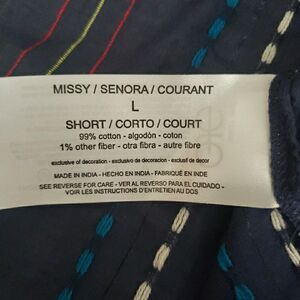 MISSY / SENORA / COURANT
L
SHORT / CORTO / COURT
99% cotton - algodón - coton
1% other fiber - otra fibra - autre fibre
exclusive of decoration - exclusivo de decoración - exclusif de decor
MADE IN INDIA - HECHO EN INDIA - FABRIQUÉ EN INDE
SEE REVERSE FOR CARE - VER AL REVERSO PARA EL CUIDADO -
VOIR LES INSTRUCTIONS D'ENTRETIEN AU DOS